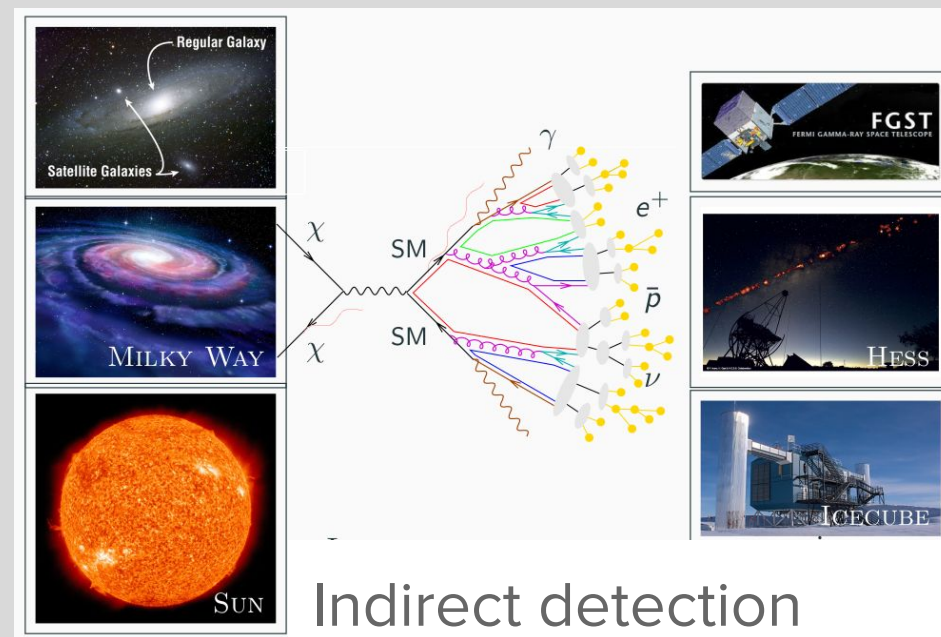 Regular Galaxy
Satellite Galaxies
MILKY WAY
SUN
χ
χ
SM
SM
γ
e⁺
p̄
ν
FGST
FERMI GAMMA-RAY SPACE TELESCOPE
HESS
ICECUBE
Indirect detection